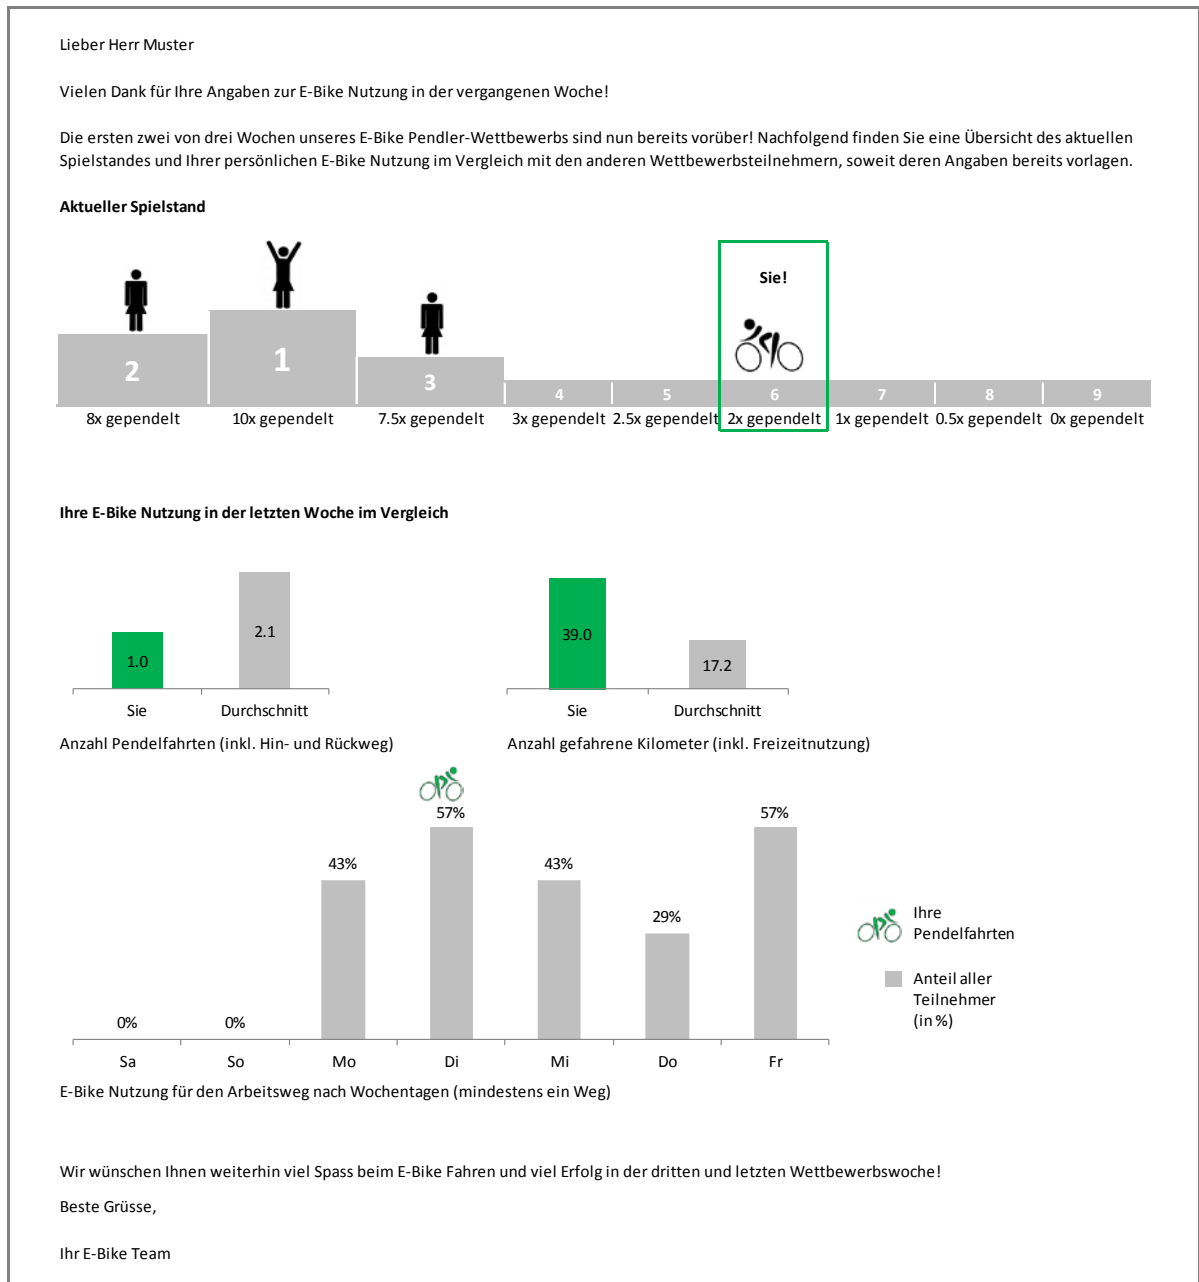 Lieber Herr Muster
Vielen Dank für Ihre Angaben zur E-Bike Nutzung in der vergangenen Woche!
Die ersten zwei von drei Wochen unseres E-Bike Pendler-Wettbewerbs sind nun bereits vorüber! Nachfolgend finden Sie eine Übersicht des aktuellen
Spielstandes und Ihrer persönlichen E-Bike Nutzung im Vergleich mit den anderen Wettbewerbsteilnehmern, soweit deren Angaben bereits vorlagen.
Aktueller Spielstand
Sie!
2 1 3 4 5 6 7 8 9
8x gependelt 10x gependelt 7.5x gependelt 3x gependelt 2.5x gependelt 2x gependelt 1x gependelt 0.5x gependelt 0x gependelt
Ihre E-Bike Nutzung in der letzten Woche im Vergleich
1.0 2.1
Sie Durchschnitt
Anzahl Pendelfahrten (inkl. Hin- und Rückweg)
39.0 17.2
Sie Durchschnitt
Anzahl gefahrene Kilometer (inkl. Freizeitnutzung)
0% 0% 43% 57% 43% 29% 57%
Sa So Mo Di Mi Do Fr
Ihre
Pendelfahrten
Anteil aller
Teilnehmer
(in %)
E-Bike Nutzung für den Arbeitsweg nach Wochentagen (mindestens ein Weg)
Wir wünschen Ihnen weiterhin viel Spass beim E-Bike Fahren und viel Erfolg in der dritten und letzten Wettbewerbswoche!
Beste Grüsse,
Ihr E-Bike Team